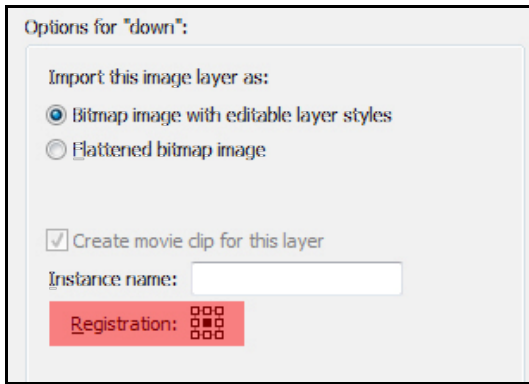 Options for "down":
Import this image layer as:
Bitmap image with editable layer styles
Flattened bitmap image
Create movie clip for this layer
Instance name:
Registration: